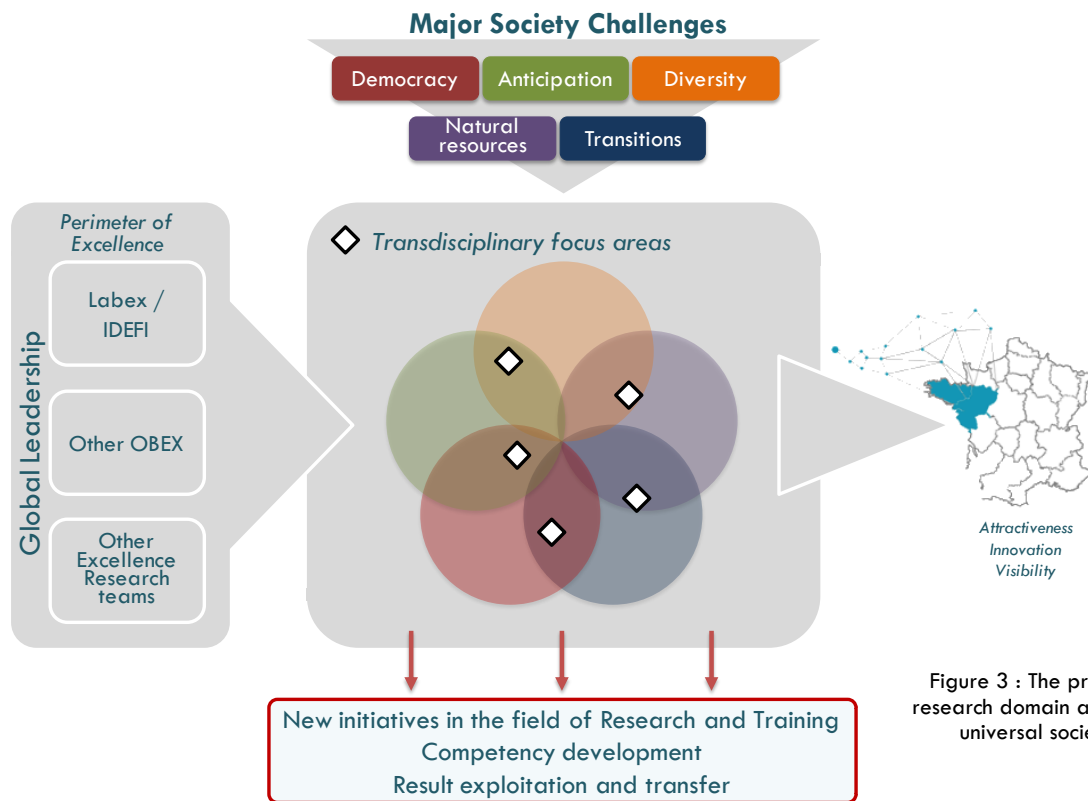 Major Society Challenges
Democracy
Anticipation
Diversity
Natural
resources
Transitions
Perimeter of
Excellence
Global Leadership
Labex /
IDEFI
Other OBEX
Other
Excellence
Research
teams
Transdisciplinary focus areas
Attractiveness
Innovation
Visibility
New initiatives in the field of Research and Training
Competency development
Result exploitation and transfer
Figure 3 : The pr
research domain a
universal socie